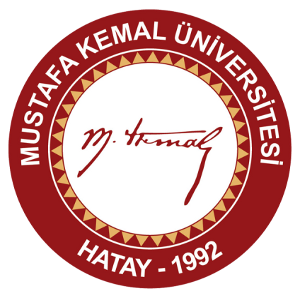 MUSTAFA KEMAL ÜNİVERSİTESİ
M. Kemal
HATAY - 1992